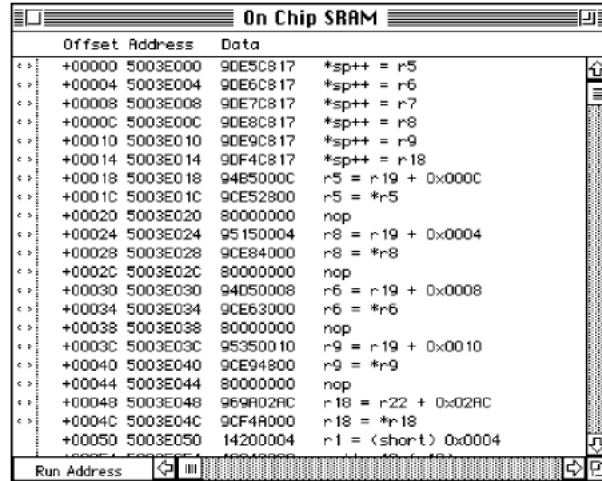 On Chip SRAM
Offset Address Data
+00000 5003E000 9DE5C817 *sp++ = r5
+00004 5003E004 9DE6C817 *sp++ = r6
+00008 5003E008 9DE7C817 *sp++ = r7
+0000C 5003E00C 9DE8C817 *sp++ = r8
+00010 5003E010 9DE9C817 *sp++ = r9
+00014 5003E014 9DF4C817 *sp++ = r18
+00018 5003E018 94B5000C r5 = r19 + 0x000C
+0001C 5003E01C 9CE52800 r5 = *r5
+00020 5003E020 80000000 nop
+00024 5003E024 95150004 r8 = r19 + 0x0004
+00028 5003E028 9CE84000 r8 = *r8
+0002C 5003E02C 80000000 nop
+00030 5003E030 94D50008 r6 = r19 + 0x0008
+00034 5003E034 9CE63000 r6 = *r6
+00038 5003E038 80000000 nop
+0003C 5003E03C 95350010 r9 = r19 + 0x0010
+00040 5003E040 9CE94800 r9 = *r9
+00044 5003E044 80000000 nop
+00048 5003E048 969A02AC r18 = r22 + 0x02AC
+0004C 5003E04C 9CF4A000 r18 = *r18
+00050 5003E050 14200004 r1 = (short) 0x0004
Run Address